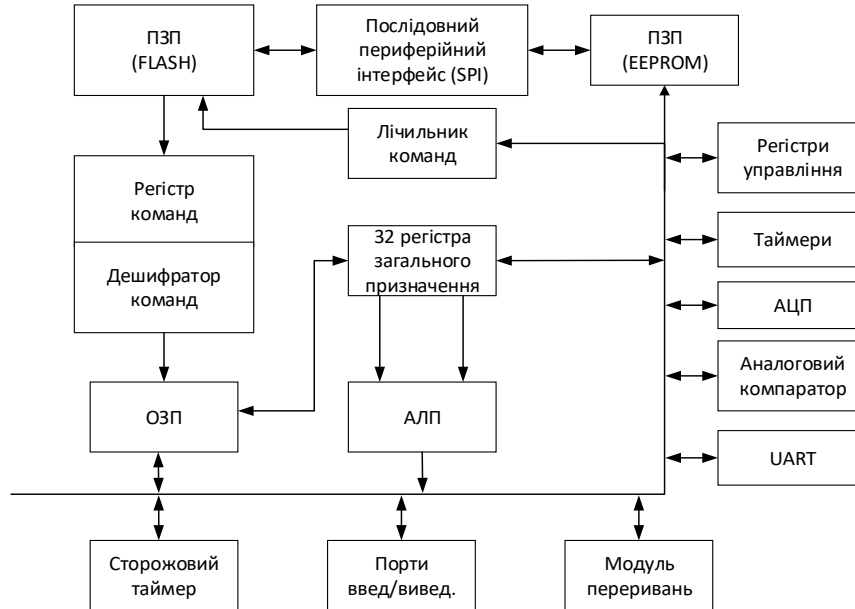 ПЗП
(FLASH)
Послідовний
периферійний
інтерфейс (SPI)
ПЗП
(EEPROM)
Лічильник
команд
Регістри
управління
Регістр
команд
32 регістра
загального
призначення
Таймери
Дешифратор
команд
АЦП
Аналоговий
компаратор
ОЗП
АЛП
UART
Сторожовий
таймер
Порти
введ/вивед.
Модуль
переривань